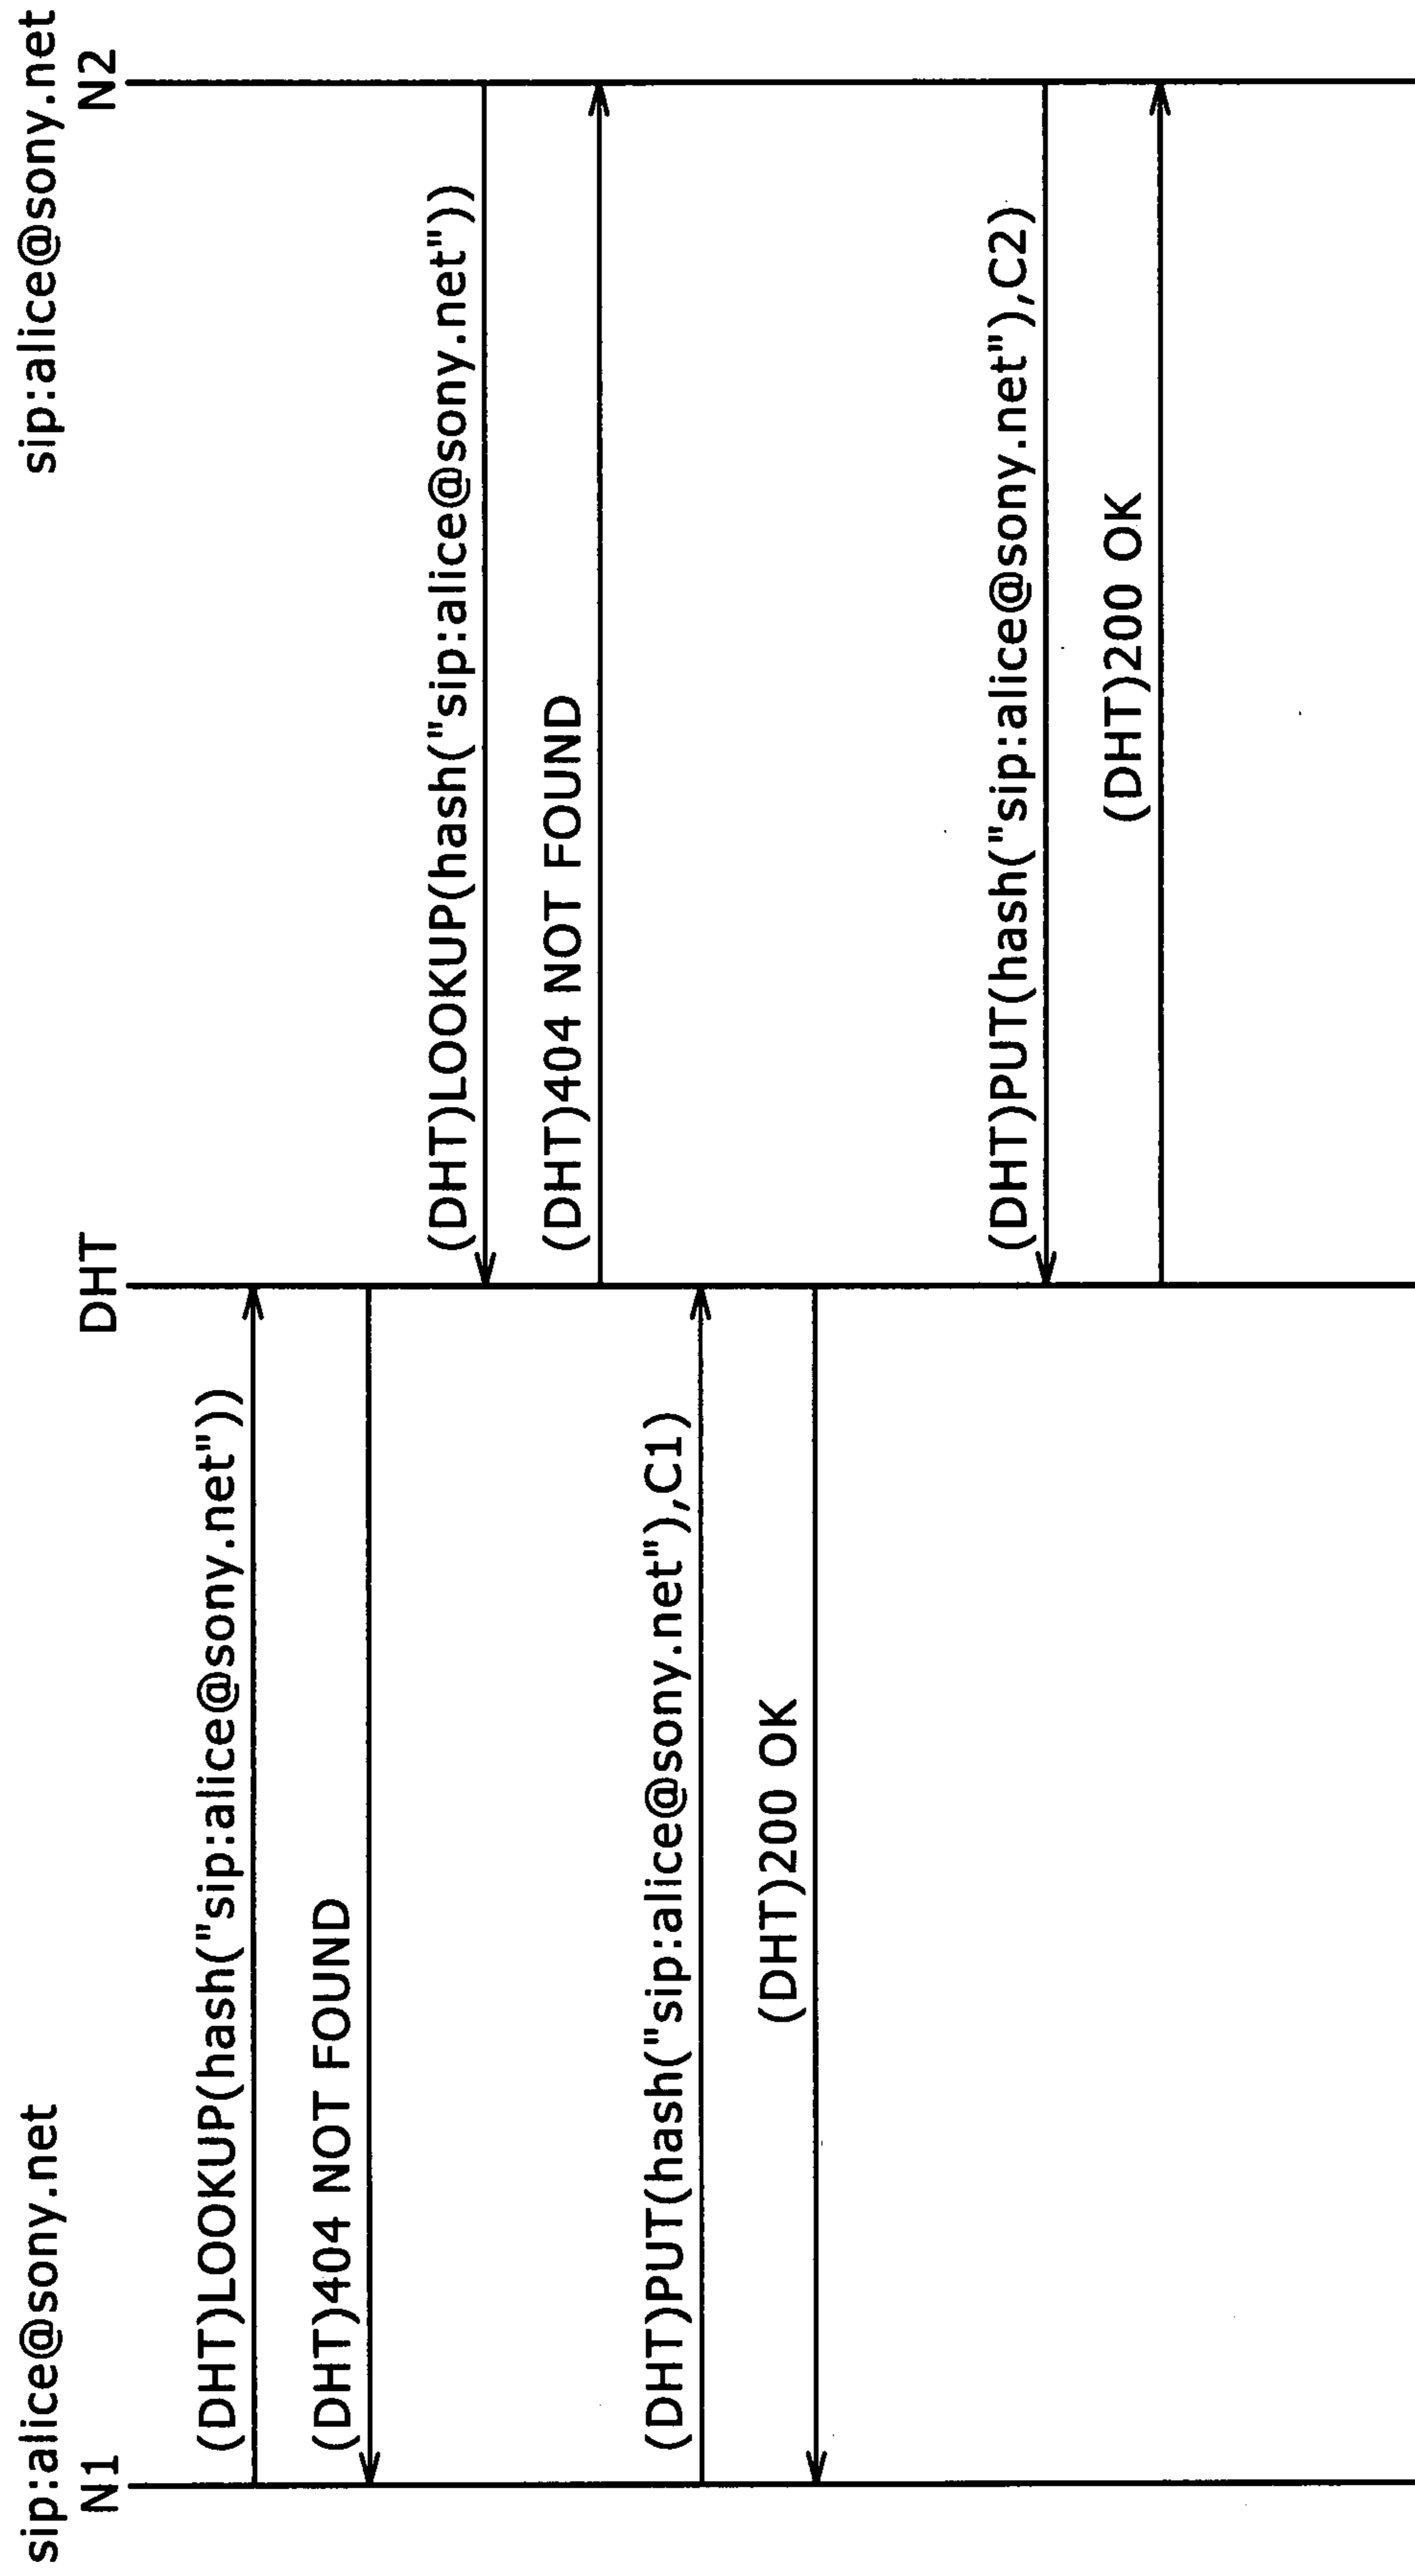 sip:alice@sony.net
sip:alice@sony.net
N1
DHT
N2
(DHT)LOOKUP(hash("sip:alice@sony.net"))
(DHT)404 NOT FOUND
(DHT)LOOKUP(hash("sip:alice@sony.net"))
(DHT)404 NOT FOUND
(DHT)PUT(hash("sip:alice@sony.net"),C1)
(DHT)200 OK
(DHT)PUT(hash("sip:alice@sony.net"),C2)
(DHT)200 OK